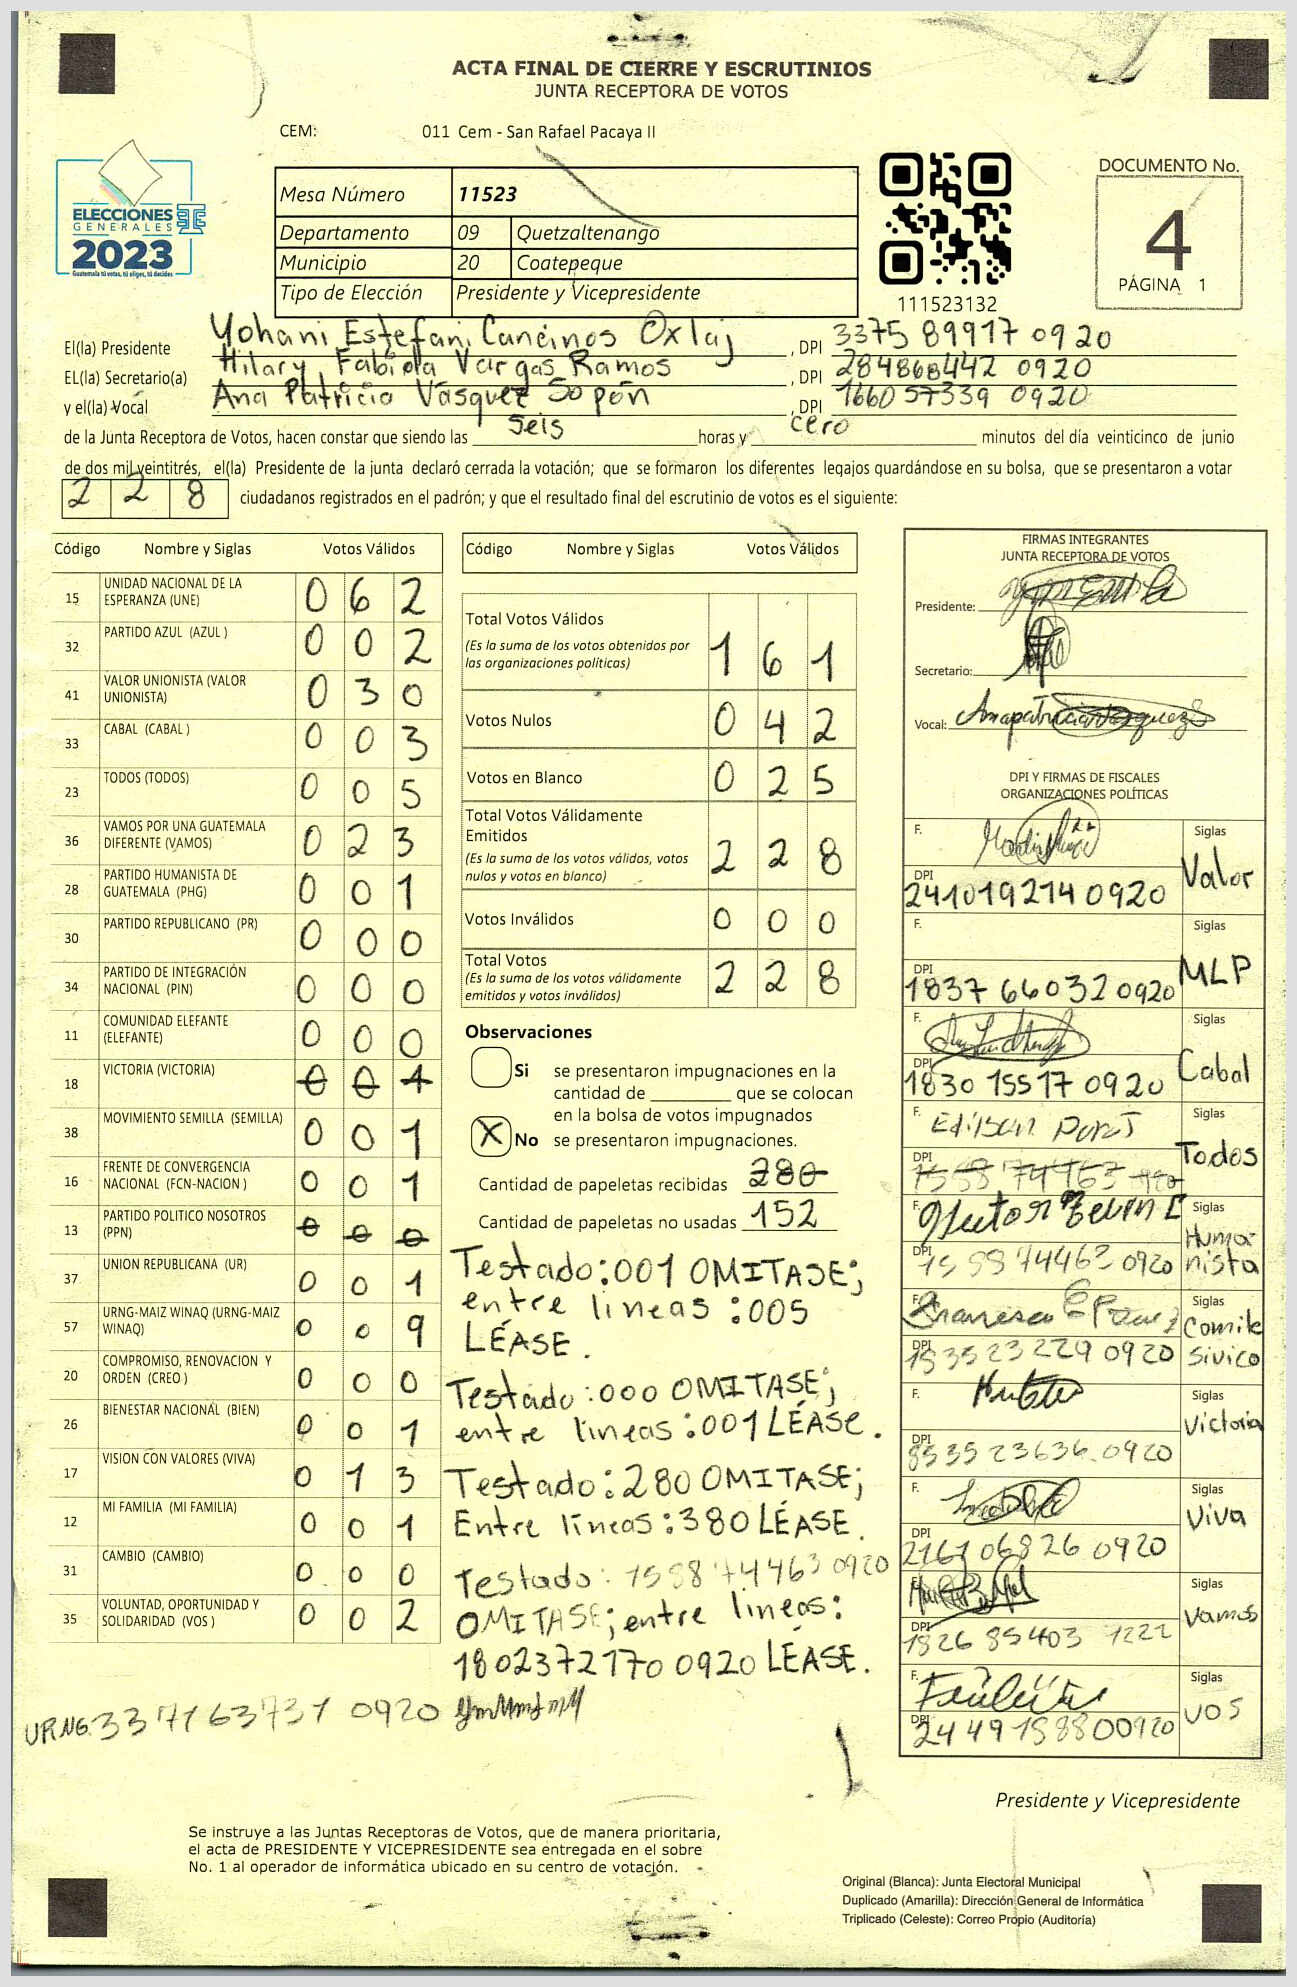 ACTA FINAL DE CIERRE Y ESCRUTINIOS
JUNTA RECEPTORA DE VOTOS
CEM: 011 Cem - San Rafael Pacaya II
ELECCIONES
GENERALES
2023
Guatemala tú votas, tú eliges, tú decides
Mesa Número 11523
Departamento 09 Quetzaltenango
Municipio 20 Coatepeque
Tipo de Elección Presidente y Vicepresidente
111523132
DOCUMENTO No.
4
PÁGINA 1
El(la) Presidente Yohani Estefani Cancinos Oxlaj, DPI 3375 89917 0920
EL(la) Secretario(a) Hilary Fabiola Vargas Ramos, DPI 284868442 0920
y el(la) Vocal Ana Patricia Vásquez Sopón, DPI 1660 57339 0920
de la Junta Receptora de Votos, hacen constar que siendo las seis horas y cero minutos del día veinticinco de junio
de dos mil veintitrés, el(la) Presidente de la junta declaró cerrada la votación; que se formaron los diferentes legajos guardándose en su bolsa, que se presentaron a votar
228 ciudadanos registrados en el padrón; y que el resultado final del escrutinio de votos es el siguiente:
Código Nombre y Siglas Votos Válidos
15 UNIDAD NACIONAL DE LA ESPERANZA (UNE) 0 6 2
32 PARTIDO AZUL (AZUL ) 0 0 2
41 VALOR UNIONISTA (VALOR UNIONISTA) 0 3 0
33 CABAL (CABAL ) 0 0 3
23 TODOS (TODOS) 0 0 5
36 VAMOS POR UNA GUATEMALA DIFERENTE (VAMOS) 0 2 3
28 PARTIDO HUMANISTA DE GUATEMALA (PHG) 0 0 1
30 PARTIDO REPUBLICANO (PR) 0 0 0
34 PARTIDO DE INTEGRACIÓN NACIONAL (PIN) 0 0 0
11 COMUNIDAD ELEFANTE (ELEFANTE) 0 0 0
18 VICTORIA (VICTORIA) 0 0 1
38 MOVIMIENTO SEMILLA (SEMILLA) 0 0 1
16 FRENTE DE CONVERGENCIA NACIONAL (FCN-NACION ) 0 0 1
13 PARTIDO POLITICO NOSOTROS (PPN) 0 0 0
37 UNION REPUBLICANA (UR) 0 0 1
57 URNG-MAIZ WINAQ (URNG-MAIZ WINAQ) 0 0 9
20 COMPROMISO, RENOVACION Y ORDEN (CREO ) 0 0 0
26 BIENESTAR NACIONAL (BIEN) 0 0 1
17 VISION CON VALORES (VIVA) 0 1 3
12 MI FAMILIA (MI FAMILIA) 0 0 1
31 CAMBIO (CAMBIO) 0 0 0
35 VOLUNTAD, OPORTUNIDAD Y SOLIDARIDAD (VOS ) 0 0 2
URNG 337163731 0920
Código Nombre y Siglas Votos Válidos
Total Votos Válidos 1 6 1
(Es la suma de los votos obtenidos por
las organizaciones políticas)
Votos Nulos 0 4 2
Votos en Blanco 0 2 5
Total Votos Válidamente
Emitidos 2 2 8
(Es la suma de los votos válidos, votos
nulos y votos en blanco)
Votos Inválidos 0 0 0
Total Votos 2 2 8
(Es la suma de los votos válidamente
emitidos y votos inválidos)
Observaciones
Si se presentaron impugnaciones en la
cantidad de ________ que se colocan
en la bolsa de votos impugnados
X No se presentaron impugnaciones.
Cantidad de papeletas recibidas 280
Cantidad de papeletas no usadas 152
Testado: 001 OMITASE;
entre lineas : 005
LÉASE.
Testado : 000 OMITASE;
entre líneas : 001 LÉASE.
Testado : 280 OMITASE;
Entre líneas : 380 LÉASE.
Testado: 1558 74463 0920
OMITASE; entre lineas:
1802372170 0920 LÉASE.
FIRMAS INTEGRANTES
JUNTA RECEPTORA DE VOTOS
Presidente:
Secretario:
Vocal: Anapatricia Vasquez S
DPI Y FIRMAS DE FISCALES
ORGANIZACIONES POLÍTICAS
F. Siglas
DPI 241019214 0920 Valor
F. Siglas
DPI 1837 66032 0920 MLP
F. Siglas
DPI 1830 15517 0920 Cabal
F. Edilson Siglas
DPI Todos
F. Hector Siglas
DPI 1558 74463 0920 Humanista
F. Francisco Siglas
DPI 153523229 0920 Comite Sivico
F. Siglas
DPI 853523636 0920 Victoria
F. Siglas
DPI 2161 06826 0920 Viva
F. Siglas
DPI 1826 85403 1221 Vamos
F. Siglas
DPI 2449 15880 0920 VOS
Presidente y Vicepresidente
Se instruye a las Juntas Receptoras de Votos, que de manera prioritaria,
el acta de PRESIDENTE Y VICEPRESIDENTE sea entregada en el sobre
No. 1 al operador de informática ubicado en su centro de votación.
Original (Blanca): Junta Electoral Municipal
Duplicado (Amarilla): Dirección General de Informática
Triplicado (Celeste): Correo Propio (Auditoría)